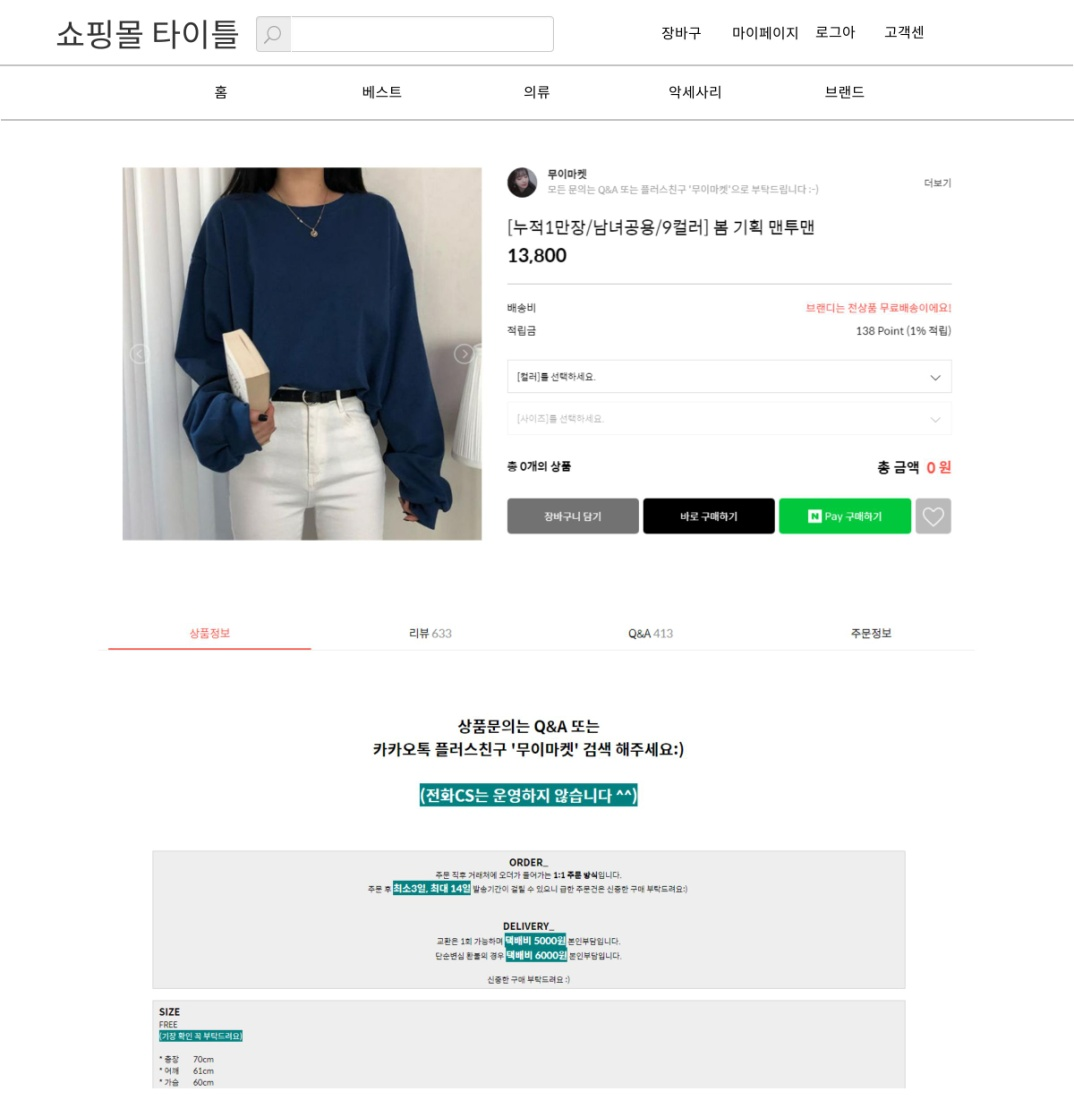 쇼핑몰 타이틀
장바구 마이페이지 로그아 고객센
홈 베스트 의류 악세사리 브랜드
무이마켓
모든 문의는 Q&A 또는 플러스친구 '무이마켓'으로 부탁드립니다 :-)
더보기
[누적1만장/남녀공용/9컬러] 봄 기획 맨투맨
13,800
배송비 브랜디는 전상품 무료배송이에요!
적립금 138 Point (1% 적립)
[컬러]를 선택하세요.
[사이즈]를 선택하세요.
총 0개의 상품 총 금액 0 원
장바구니 담기 바로 구매하기 N Pay 구매하기
상품정보 리뷰 633 Q&A 413 주문정보
상품문의는 Q&A 또는
카카오톡 플러스친구 '무이마켓' 검색 해주세요:)
(전화CS는 운영하지 않습니다 ^^)
ORDER_
주문 직후 거래처에 오더가 들어가는 1:1 주문 방식입니다.
주문 후 최소3일, 최대 14일 발송기간이 걸릴 수 있으니 급한 주문건은 신중한 구매 부탁드려요:)
DELIVERY_
교환은 1회 가능하며 택배비 5000원 본인부담입니다.
단순변심 환불의 경우 택배비 6000원 본인부담입니다.
신중한 구매 부탁드려요 :)
SIZE
FREE
(기장 확인 꼭 부탁드려요)
* 총장 70cm
* 어깨 61cm
* 가슴 60cm